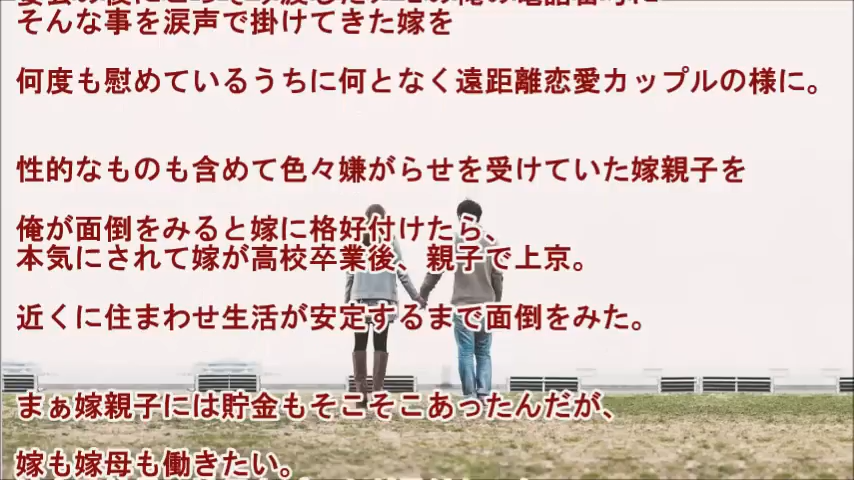 そんな事を涙声で掛けてきた嫁を
何度も慰めているうちに何となく遠距離恋愛カップルの様に。
性的なものも含めて色々嫌がらせを受けていた嫁親子を
俺が面倒をみると嫁に格好付けたら、
本気にされて嫁が高校卒業後、親子で上京。
近くに住まわせ生活が安定するまで面倒をみた。
まぁ嫁親子には貯金もそこそこあったんだが、
嫁も嫁母も働きたい。